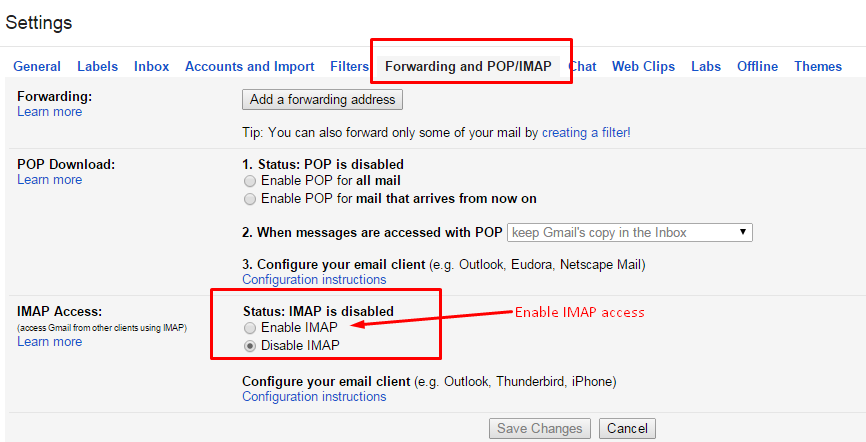 Settings
General Labels Inbox Accounts and Import Filters Forwarding and POP/IMAP Chat Web Clips Labs Offline Themes
Forwarding:
Learn more
Add a forwarding address
Tip: You can also forward only some of your mail by creating a filter!
POP Download:
Learn more
1. Status: POP is disabled
Enable POP for all mail
Enable POP for mail that arrives from now on
2. When messages are accessed with POP keep Gmail's copy in the Inbox
3. Configure your email client (e.g. Outlook, Eudora, Netscape Mail)
Configuration instructions
IMAP Access:
(access Gmail from other clients using IMAP)
Learn more
Status: IMAP is disabled
Enable IMAP
Disable IMAP
Enable IMAP access
Configure your email client (e.g. Outlook, Thunderbird, iPhone)
Configuration instructions
Save Changes Cancel